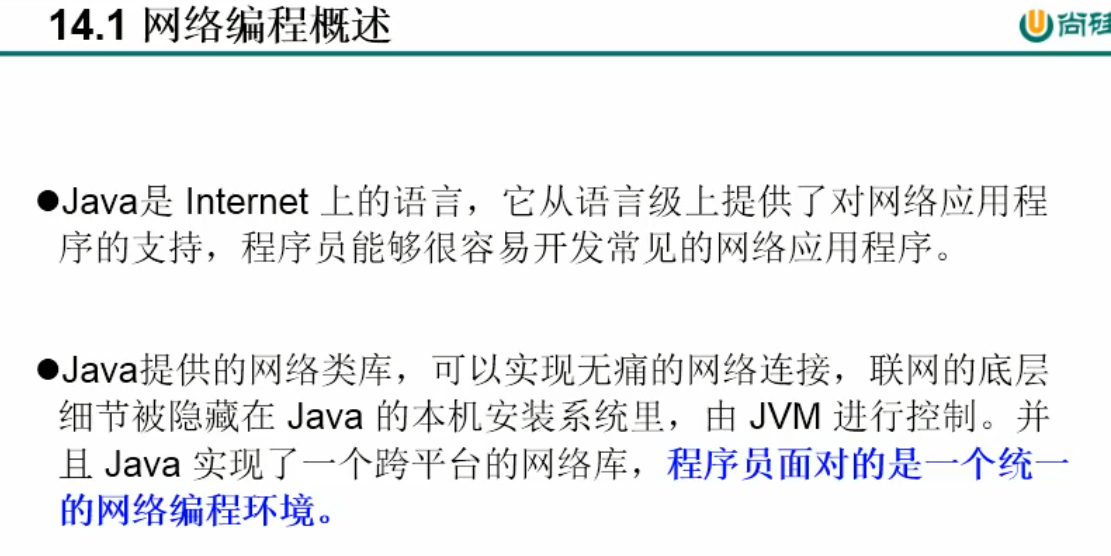 14.1 网络编程概述
尚硅
●Java是 Internet 上的语言，它从语言级上提供了对网络应用程
序的支持，程序员能够很容易开发常见的网络应用程序。
●Java提供的网络类库，可以实现无痛的网络连接，联网的底层
细节被隐藏在 Java 的本机安装系统里，由 JVM 进行控制。并
且 Java 实现了一个跨平台的网络库，程序员面对的是一个统一
的网络编程环境。